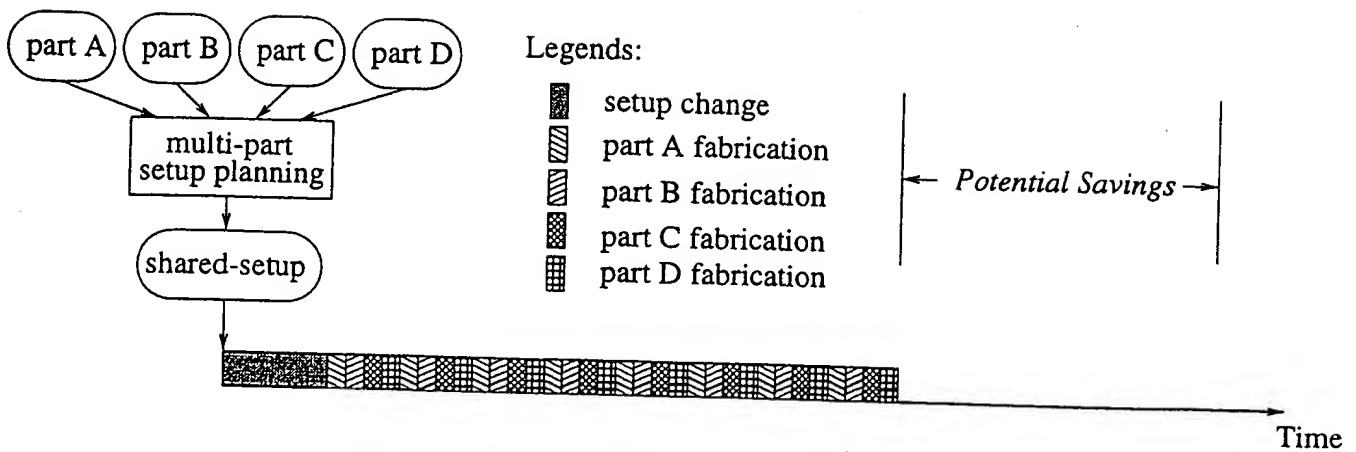 part A
part B
part C
part D
multi-part
setup planning
shared-setup
Legends:
setup change
part A fabrication
part B fabrication
part C fabrication
part D fabrication
Potential Savings
Time